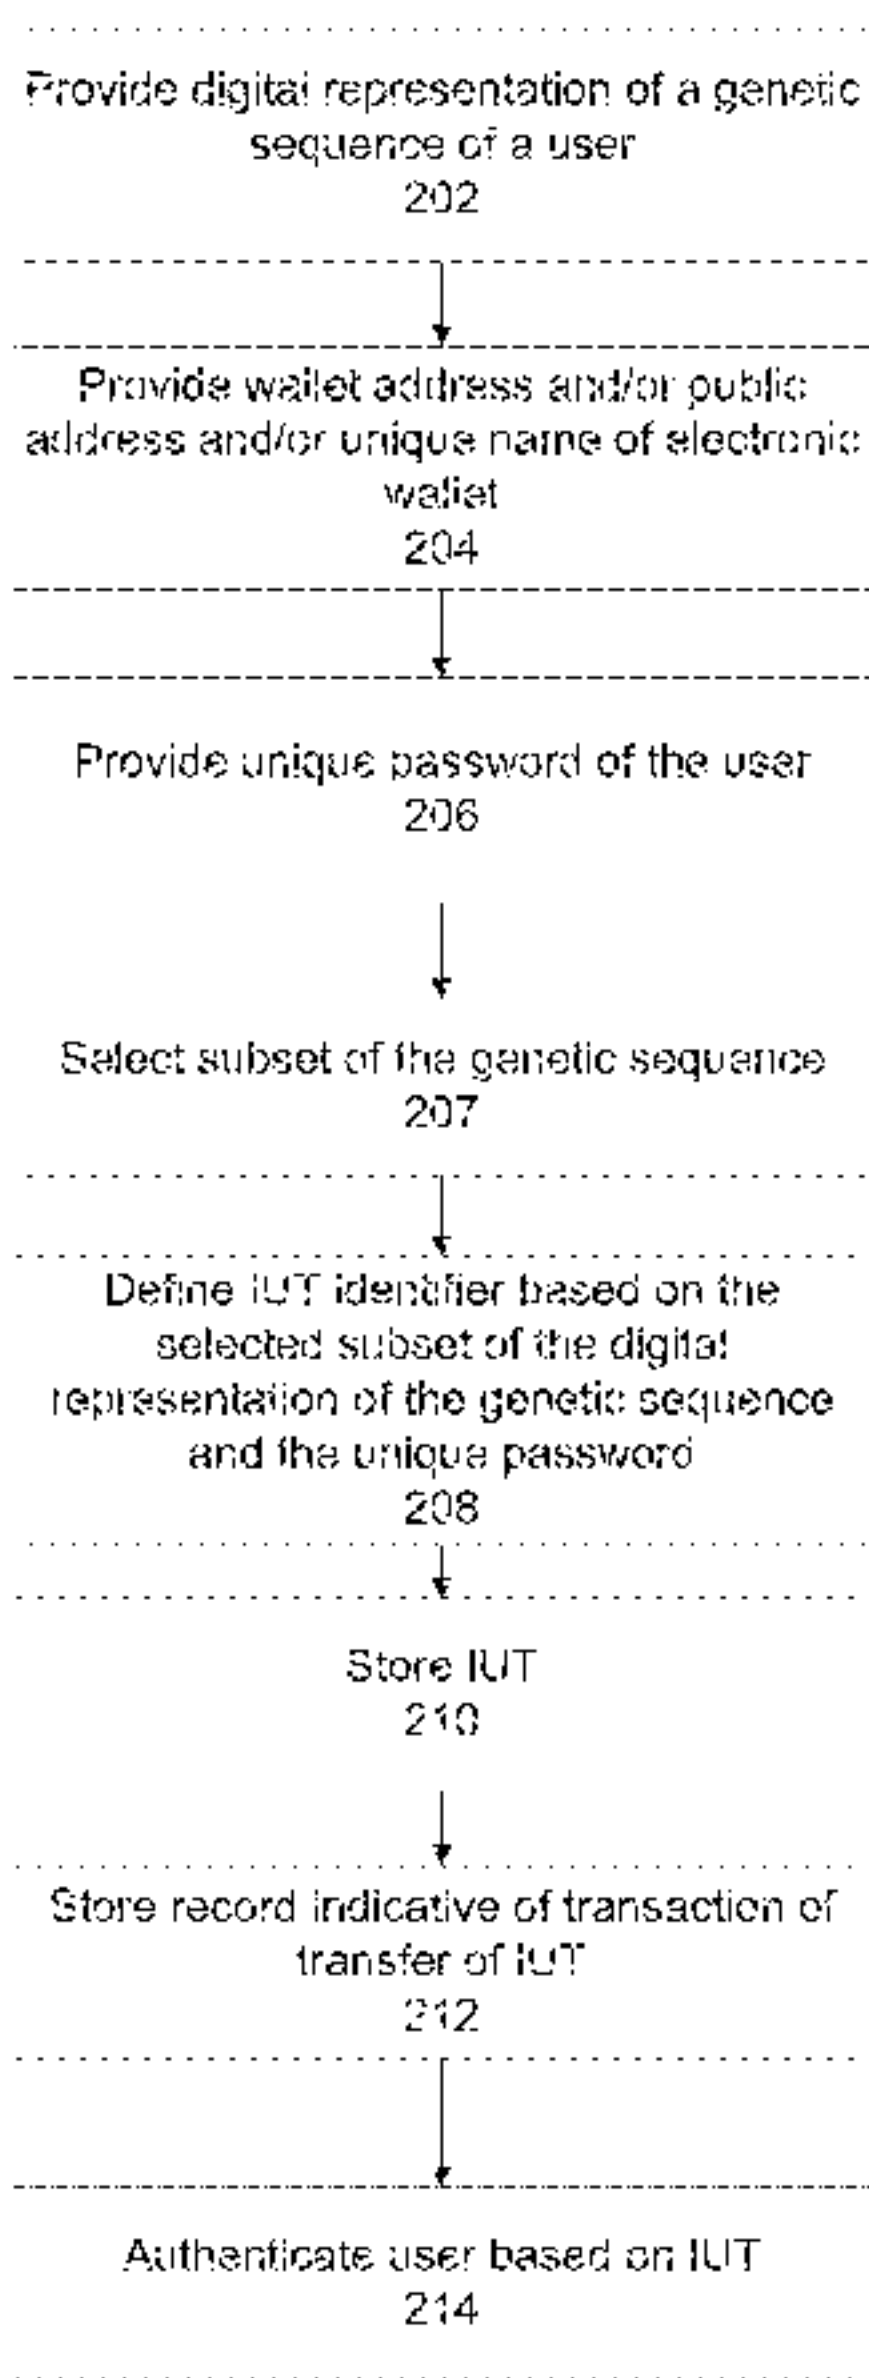 Provide digital representation of a genetic
sequence of a user
202
Provide wallet address and/or public
address and/or unique name of electronic
wallet
204
Provide unique password of the user
206
Select subset of the genetic sequence
207
Define IUT identifier based on the
selected subset of the digital
representation of the genetic sequence
and the unique password
208
Store IUT
210
Store record indicative of transaction of
transfer of IUT
212
Authenticate user based on IUT
214